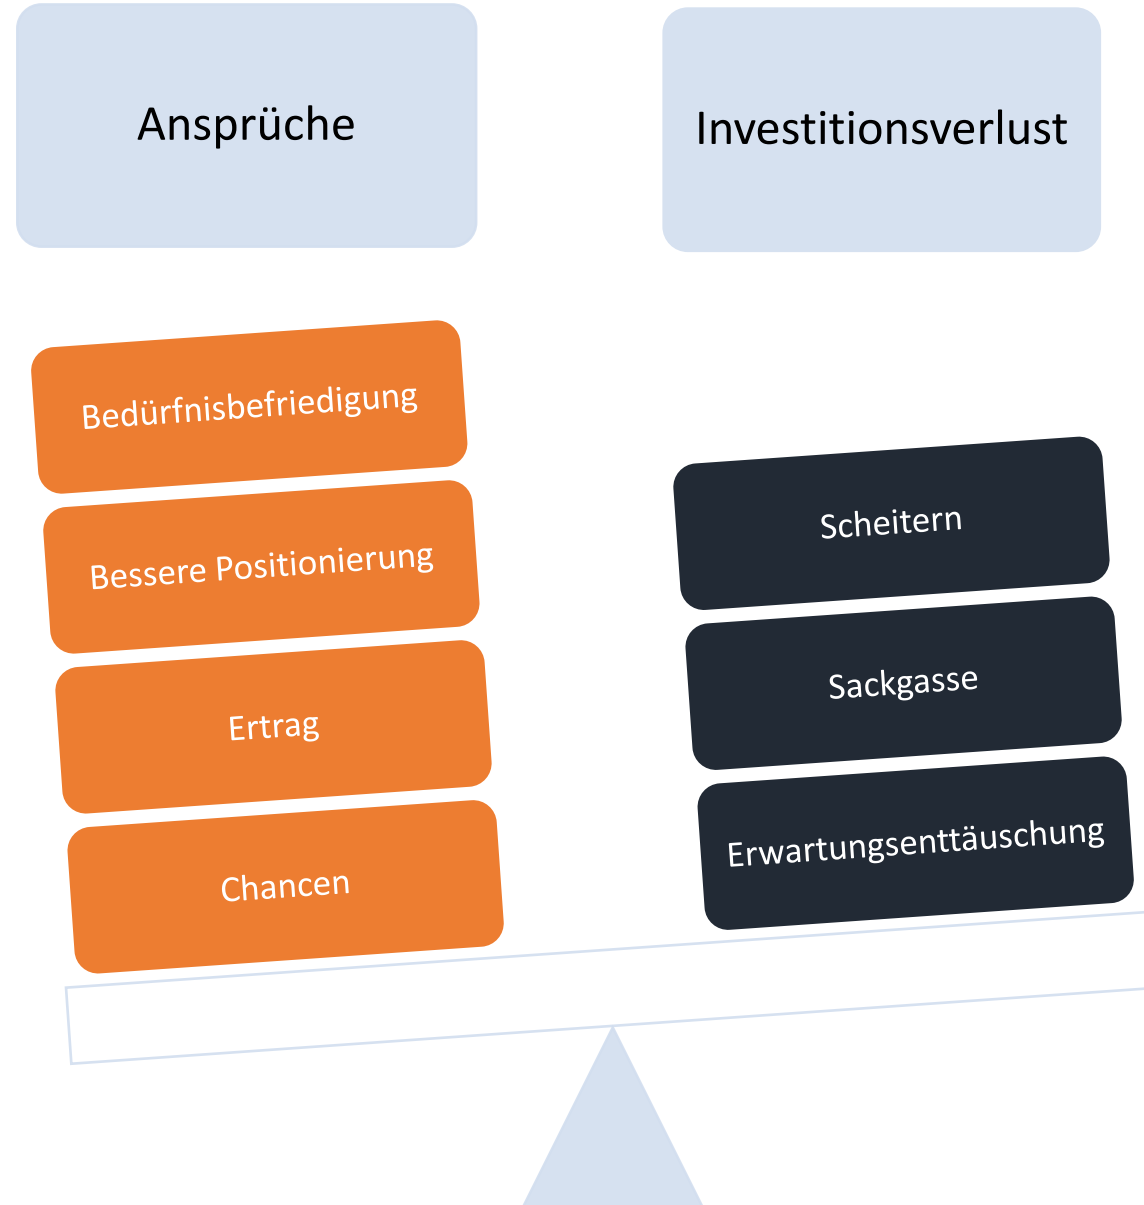 Ansprüche
Investitionsverlust
Bedürfnisbefriedigung
Bessere Positionierung
Ertrag
Chancen
Scheitern
Sackgasse
Erwartungsenttäuschung